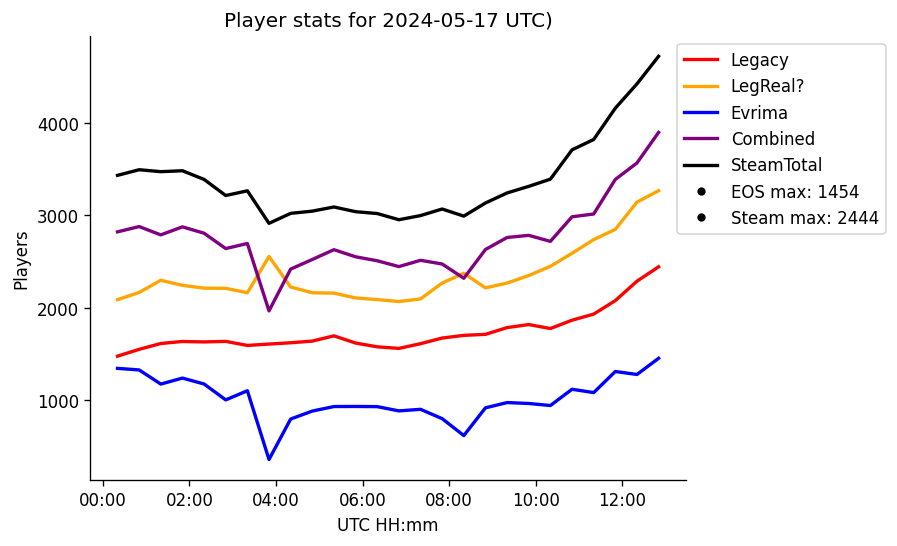 Player stats for 2024-05-17 UTC)
Legacy
LegReal?
Evrima
Combined
SteamTotal
EOS max: 1454
Steam max: 2444
Players
4000
3000
2000
1000
00:00 02:00 04:00 06:00 08:00 10:00 12:00
UTC HH:mm